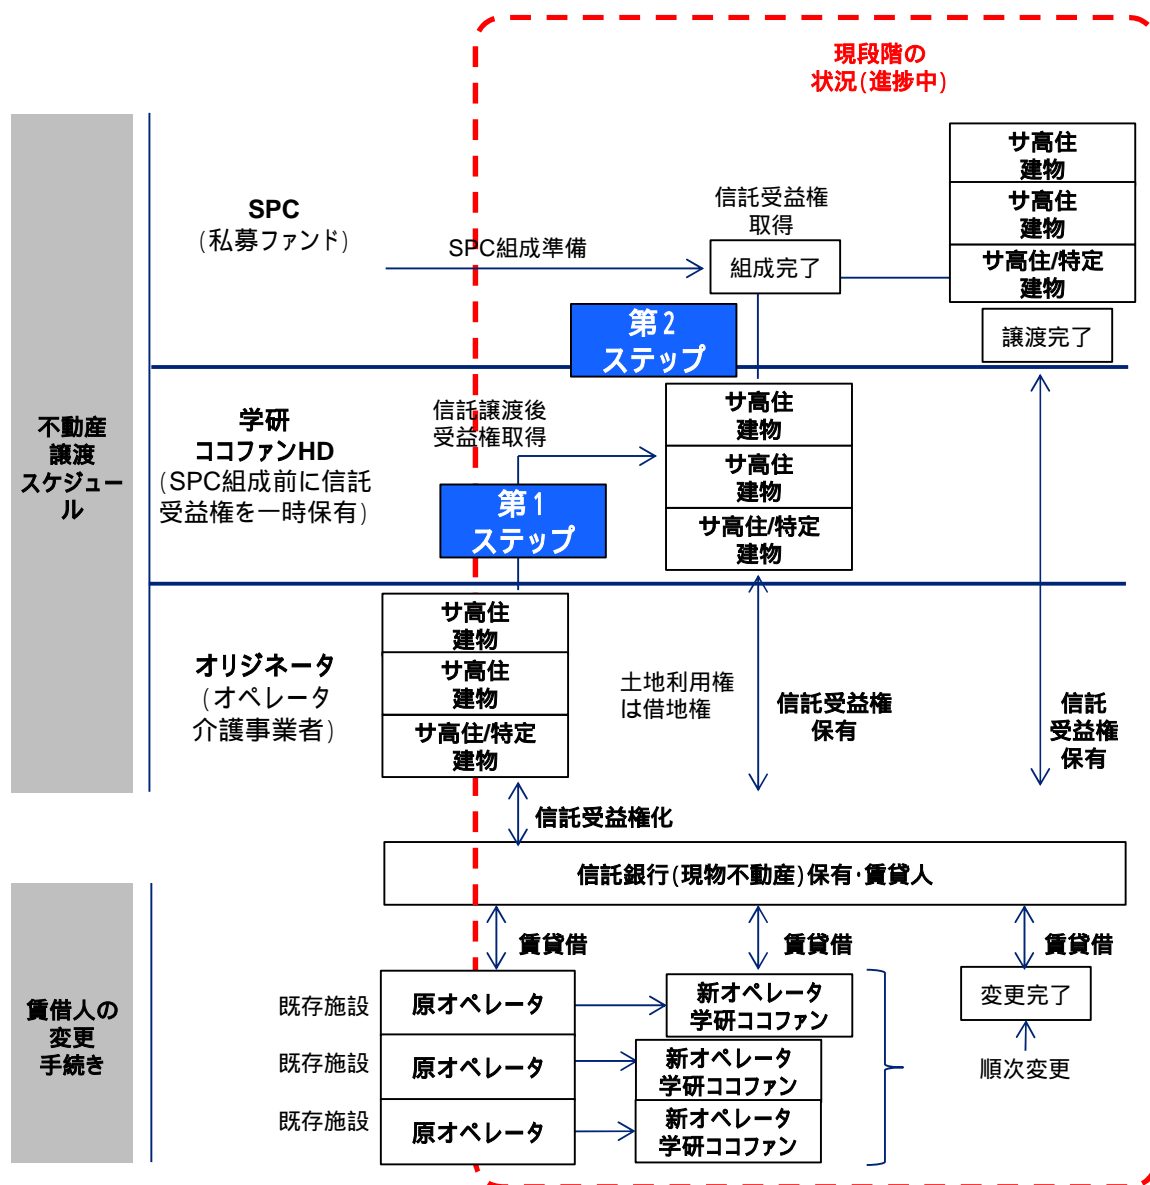 現段階の
状況(進捗中)
不動産
譲渡
スケジュー
ル
SPC
(私募ファンド)
SPC組成準備
信託受益権
取得
組成完了
サ高住
建物
サ高住
建物
サ高住/特定
建物
譲渡完了
第2
ステップ
学研
ココファンHD
(SPC組成前に信託
受益権を一時保有)
信託譲渡後
受益権取得
第1
ステップ
サ高住
建物
サ高住
建物
サ高住/特定
建物
オリジネータ
(オペレータ
介護事業者)
サ高住
建物
サ高住
建物
サ高住/特定
建物
土地利用権
は借地権
信託受益権
保有
信託
受益権
保有
信託受益権化
信託銀行(現物不動産)保有・賃貸人
賃貸借
賃貸借
賃貸借
賃借人の
変更
手続き
既存施設
原オペレータ
新オペレータ
学研ココファン
既存施設
原オペレータ
新オペレータ
学研ココファン
既存施設
原オペレータ
新オペレータ
学研ココファン
変更完了
順次変更